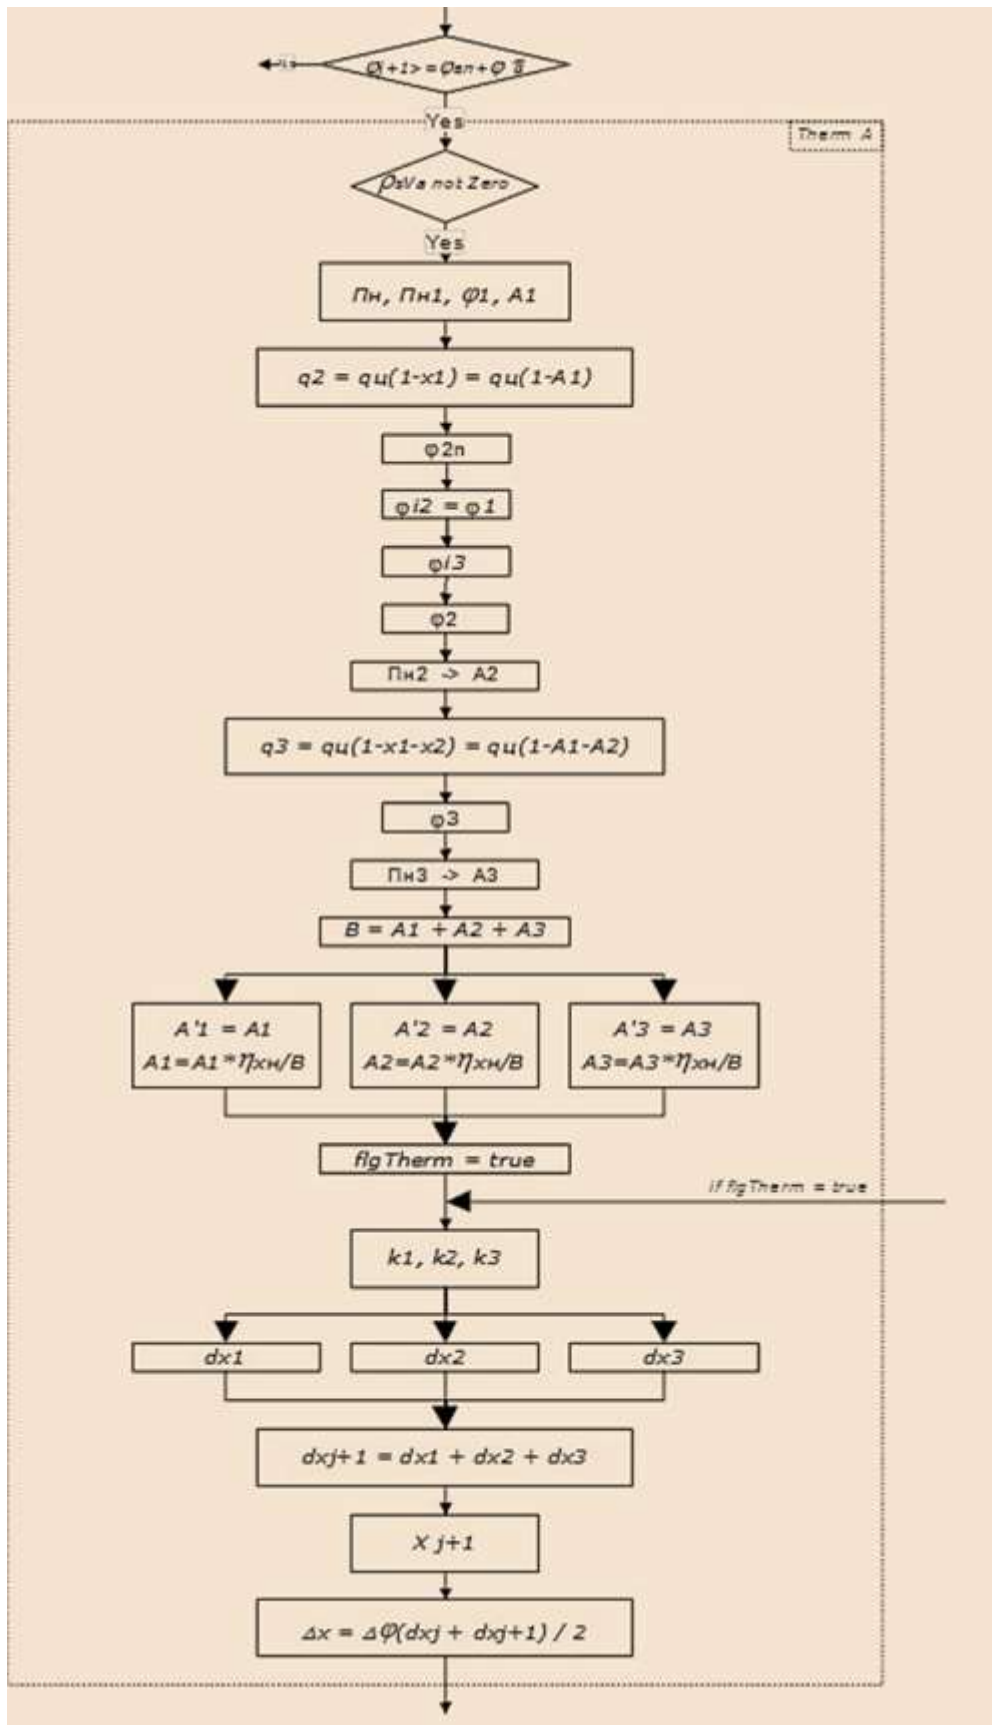 φj+1>=φвп+φ
Yes
Therm A
ρsVa not Zero
Yes
Пн, Пн1, φ1, А1
q2 = qц(1-x1) = qц(1-A1)
φ2п
φi2 = φ1
φi3
φ2
Пн2 -> А2
q3 = qц(1-x1-x2) = qц(1-A1-A2)
φ3
Пн3 -> А3
B = A1 + A2 + A3
A'1 = A1
A'2 = A2
A'3 = A3
A1=A1*ηхн/B
A2=A2*ηхн/B
A3=A3*ηхн/B
flgTherm = true
if flgTherm = true
k1, k2, k3
dx1
dx2
dx3
dxj+1 = dx1 + dx2 + dx3
X j+1
Δx = Δφ(dxj + dxj+1) / 2